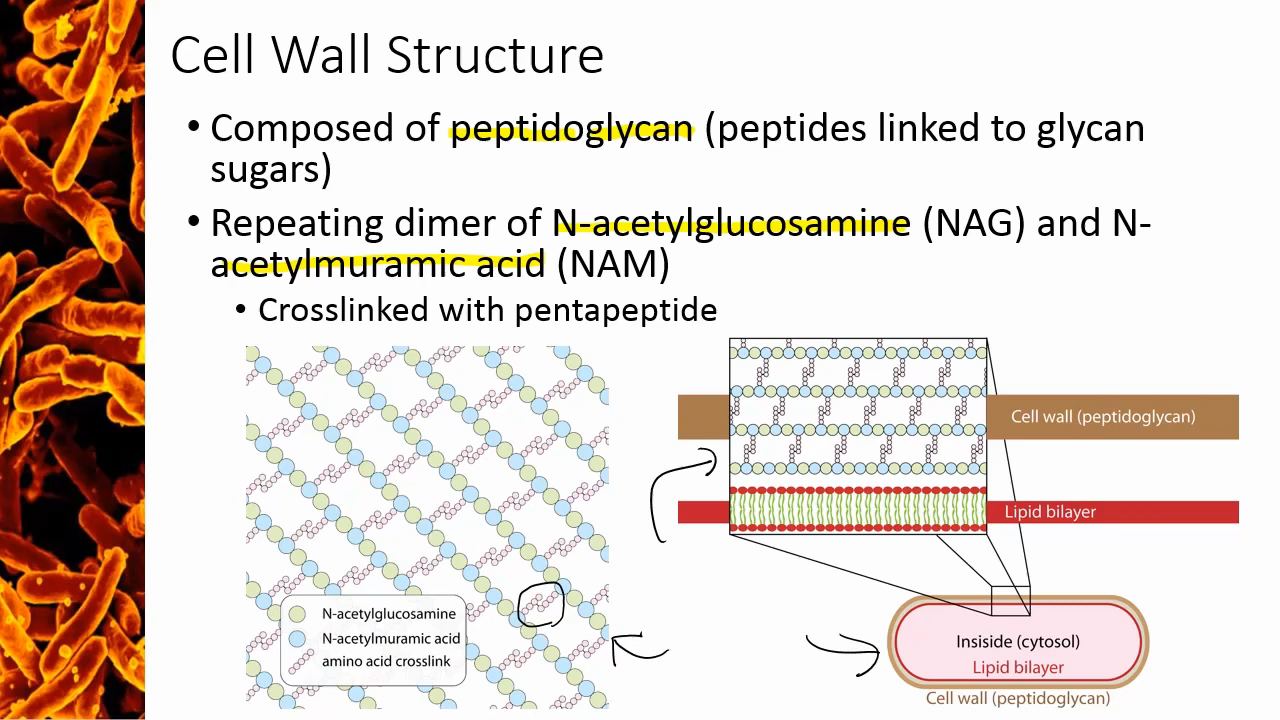 Cell Wall Structure
• Composed of peptidoglycan (peptides linked to glycan
sugars)
• Repeating dimer of N-acetylglucosamine (NAG) and N-
acetylmuramic acid (NAM)
• Crosslinked with pentapeptide
Cell wall (peptidoglycan)
Lipid bilayer
N-acetylglucosamine
N-acetylmuramic acid
amino acid crosslink
Insiside (cytosol)
Lipid bilayer
Cell wall (peptidoglycan)